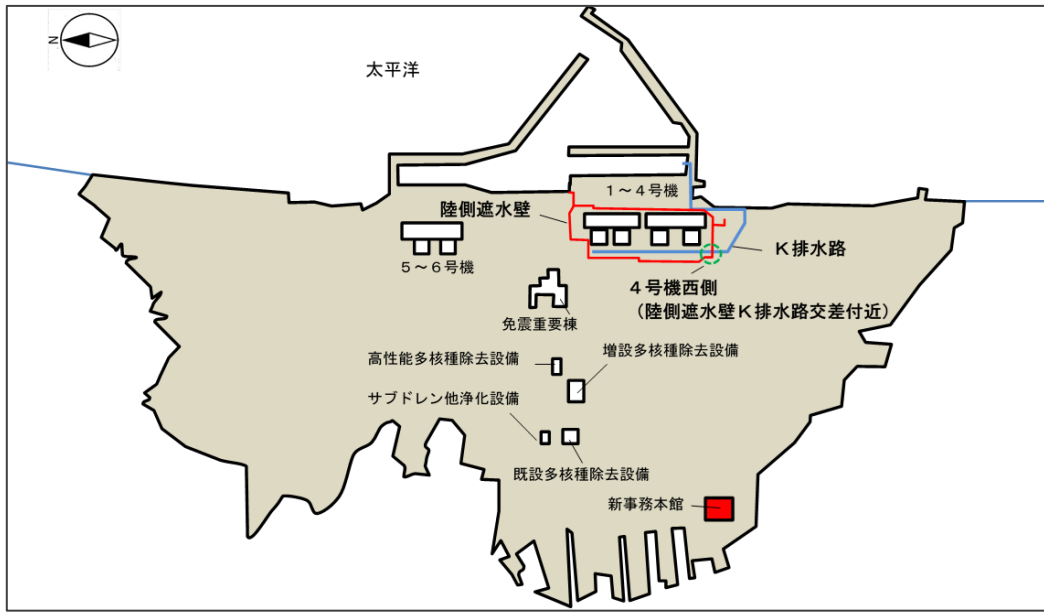 N
太平洋
1～4号機
陸側遮水壁
5～6号機
K排水路
4号機西側
(陸側遮水壁K排水路交差付近)
免震重要棟
高性能多核種除去設備
増設多核種除去設備
サブドレン他浄化設備
既設多核種除去設備
新事務本館